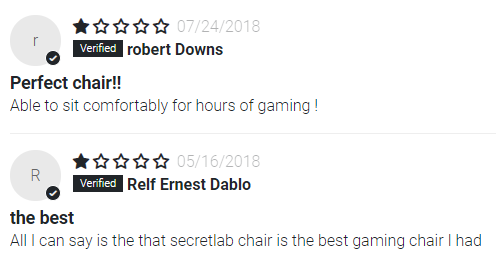 r
07/24/2018
Verified robert Downs
Perfect chair!!
Able to sit comfortably for hours of gaming !
R
05/16/2018
Verified Relf Ernest Dablo
the best
All I can say is the that secretlab chair is the best gaming chair I had